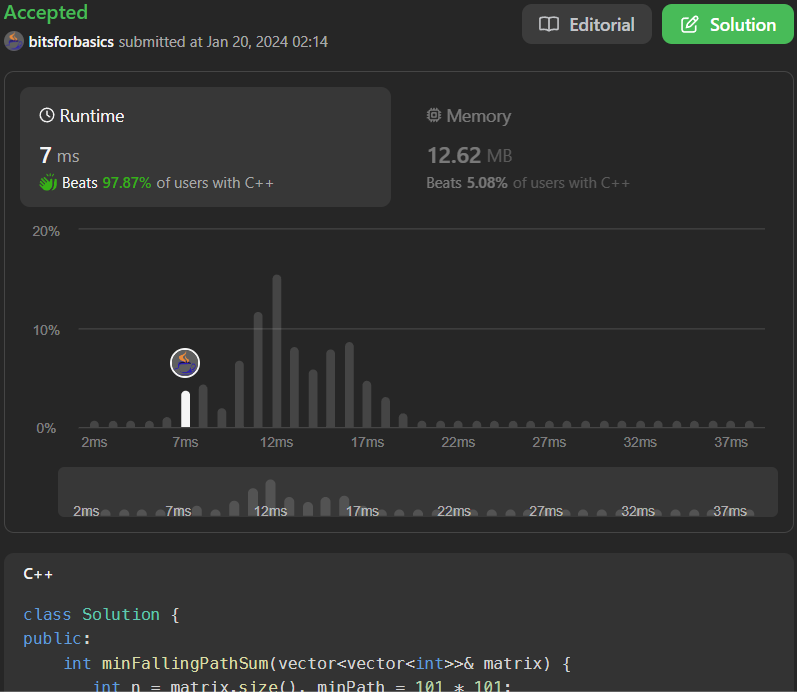 Accepted
Editorial
Solution
bitsforbasics submitted at Jan 20, 2024 02:14
Runtime
Memory
7 ms
12.62 MB
Beats 97.87% of users with C++
Beats 5.08% of users with C++
20%
10%
0%
2ms 7ms 12ms 17ms 22ms 27ms 32ms 37ms
2ms 7ms 12ms 17ms 22ms 27ms 32ms 37ms
C++
class Solution {
public:
int minFallingPathSum(vector<vector<int>>& matrix) {
int n = matrix.size(), minPath = 101 * 101;